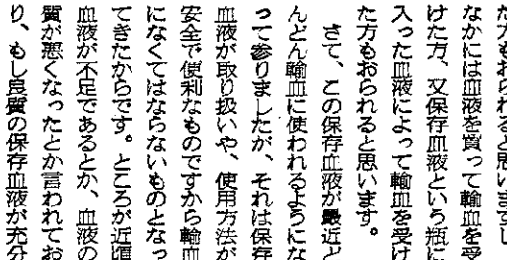 た方もおられると思いますし
なかには血液を買って輸血を受
けた方、又保存血液という瓶に
入った血液によって輸血を受け
た方もおられると思います。
さて、この保存血液が最近ど
んどん輸血に使われるようにな
って参りましたが、それは保存
血液が取り扱いや、使用方法が
安全で便利なものですから輸血
になくてはならないものとなっ
てきたからです。ところが近頃
血液が不足であるとか、血液の
質が悪くなったとか言われてお
り、もし良質の保存血液が充分